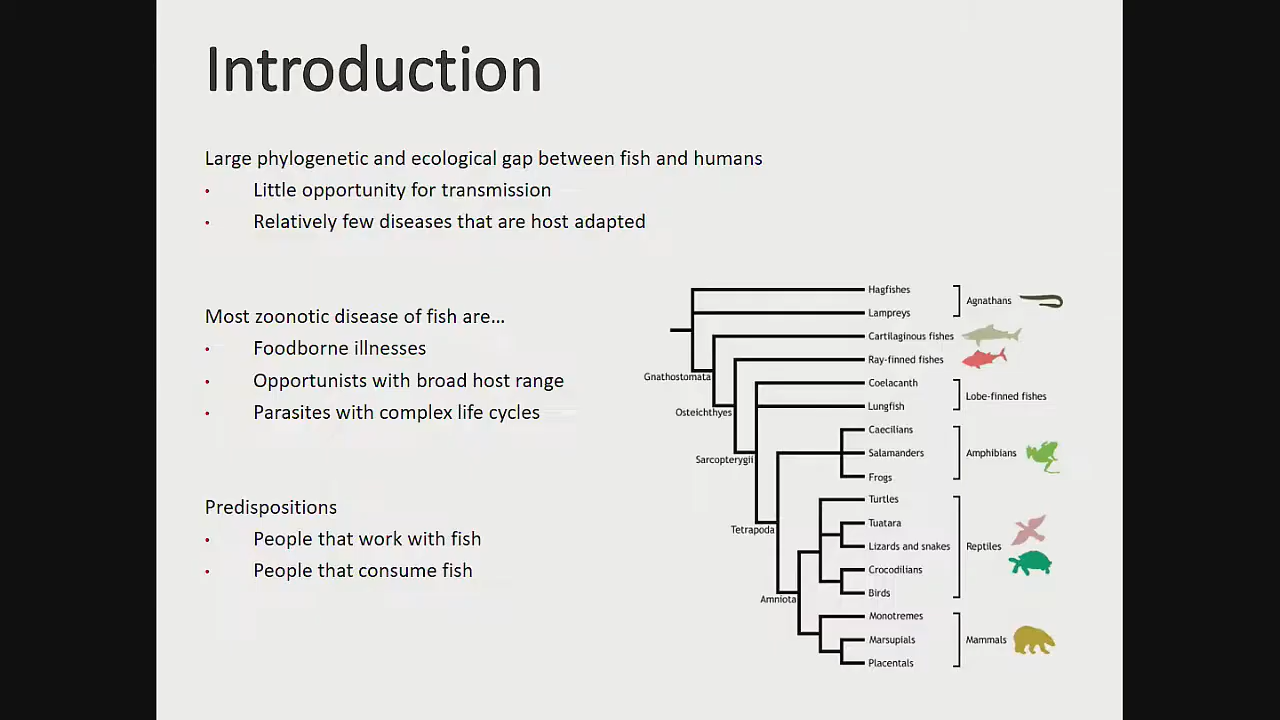 Introduction
Large phylogenetic and ecological gap between fish and humans
• Little opportunity for transmission
• Relatively few diseases that are host adapted
Most zoonotic disease of fish are…
• Foodborne illnesses
• Opportunists with broad host range
• Parasites with complex life cycles
Predispositions
• People that work with fish
• People that consume fish
Hagfishes
Agnathans
Lampreys
Cartilaginous fishes
Ray-finned fishes
Gnathostomata
Coelacanth
Lobe-finned fishes
Lungfish
Osteichthyes
Caecilians
Salamanders
Amphibians
Sarcopterygii
Frogs
Turtles
Tuatara
Tetrapoda
Lizards and snakes
Reptiles
Crocodilians
Birds
Amniota
Monotremes
Marsupials
Mammals
Placentals